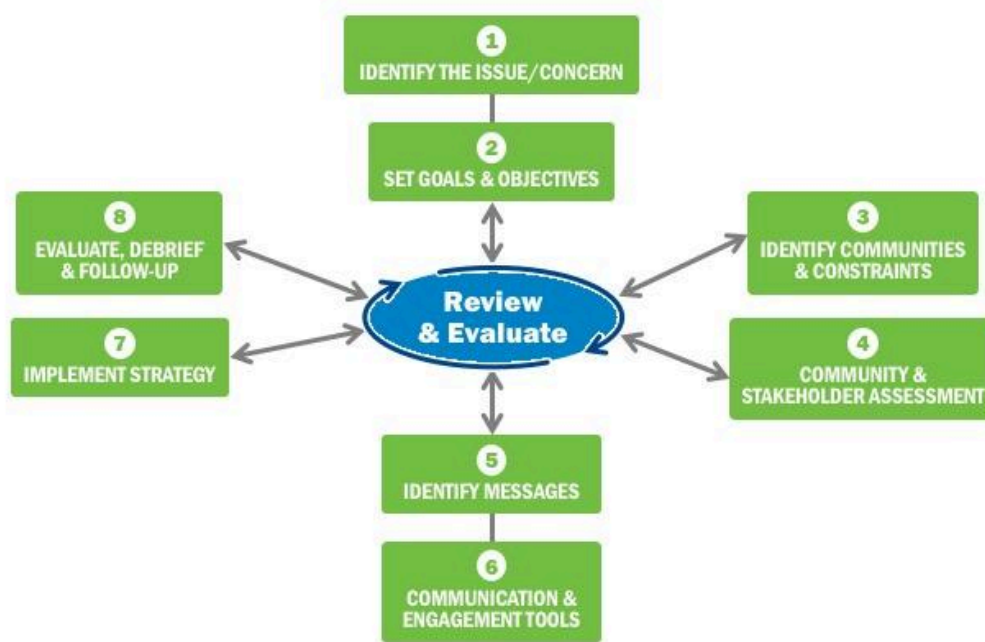 1
IDENTIFY THE ISSUE/CONCERN
2
SET GOALS & OBJECTIVES
3
IDENTIFY COMMUNITIES
& CONSTRAINTS
4
COMMUNITY &
STAKEHOLDER ASSESSMENT
5
IDENTIFY MESSAGES
6
COMMUNICATION &
ENGAGEMENT TOOLS
7
IMPLEMENT STRATEGY
8
EVALUATE, DEBRIEF
& FOLLOW-UP
Review
& Evaluate